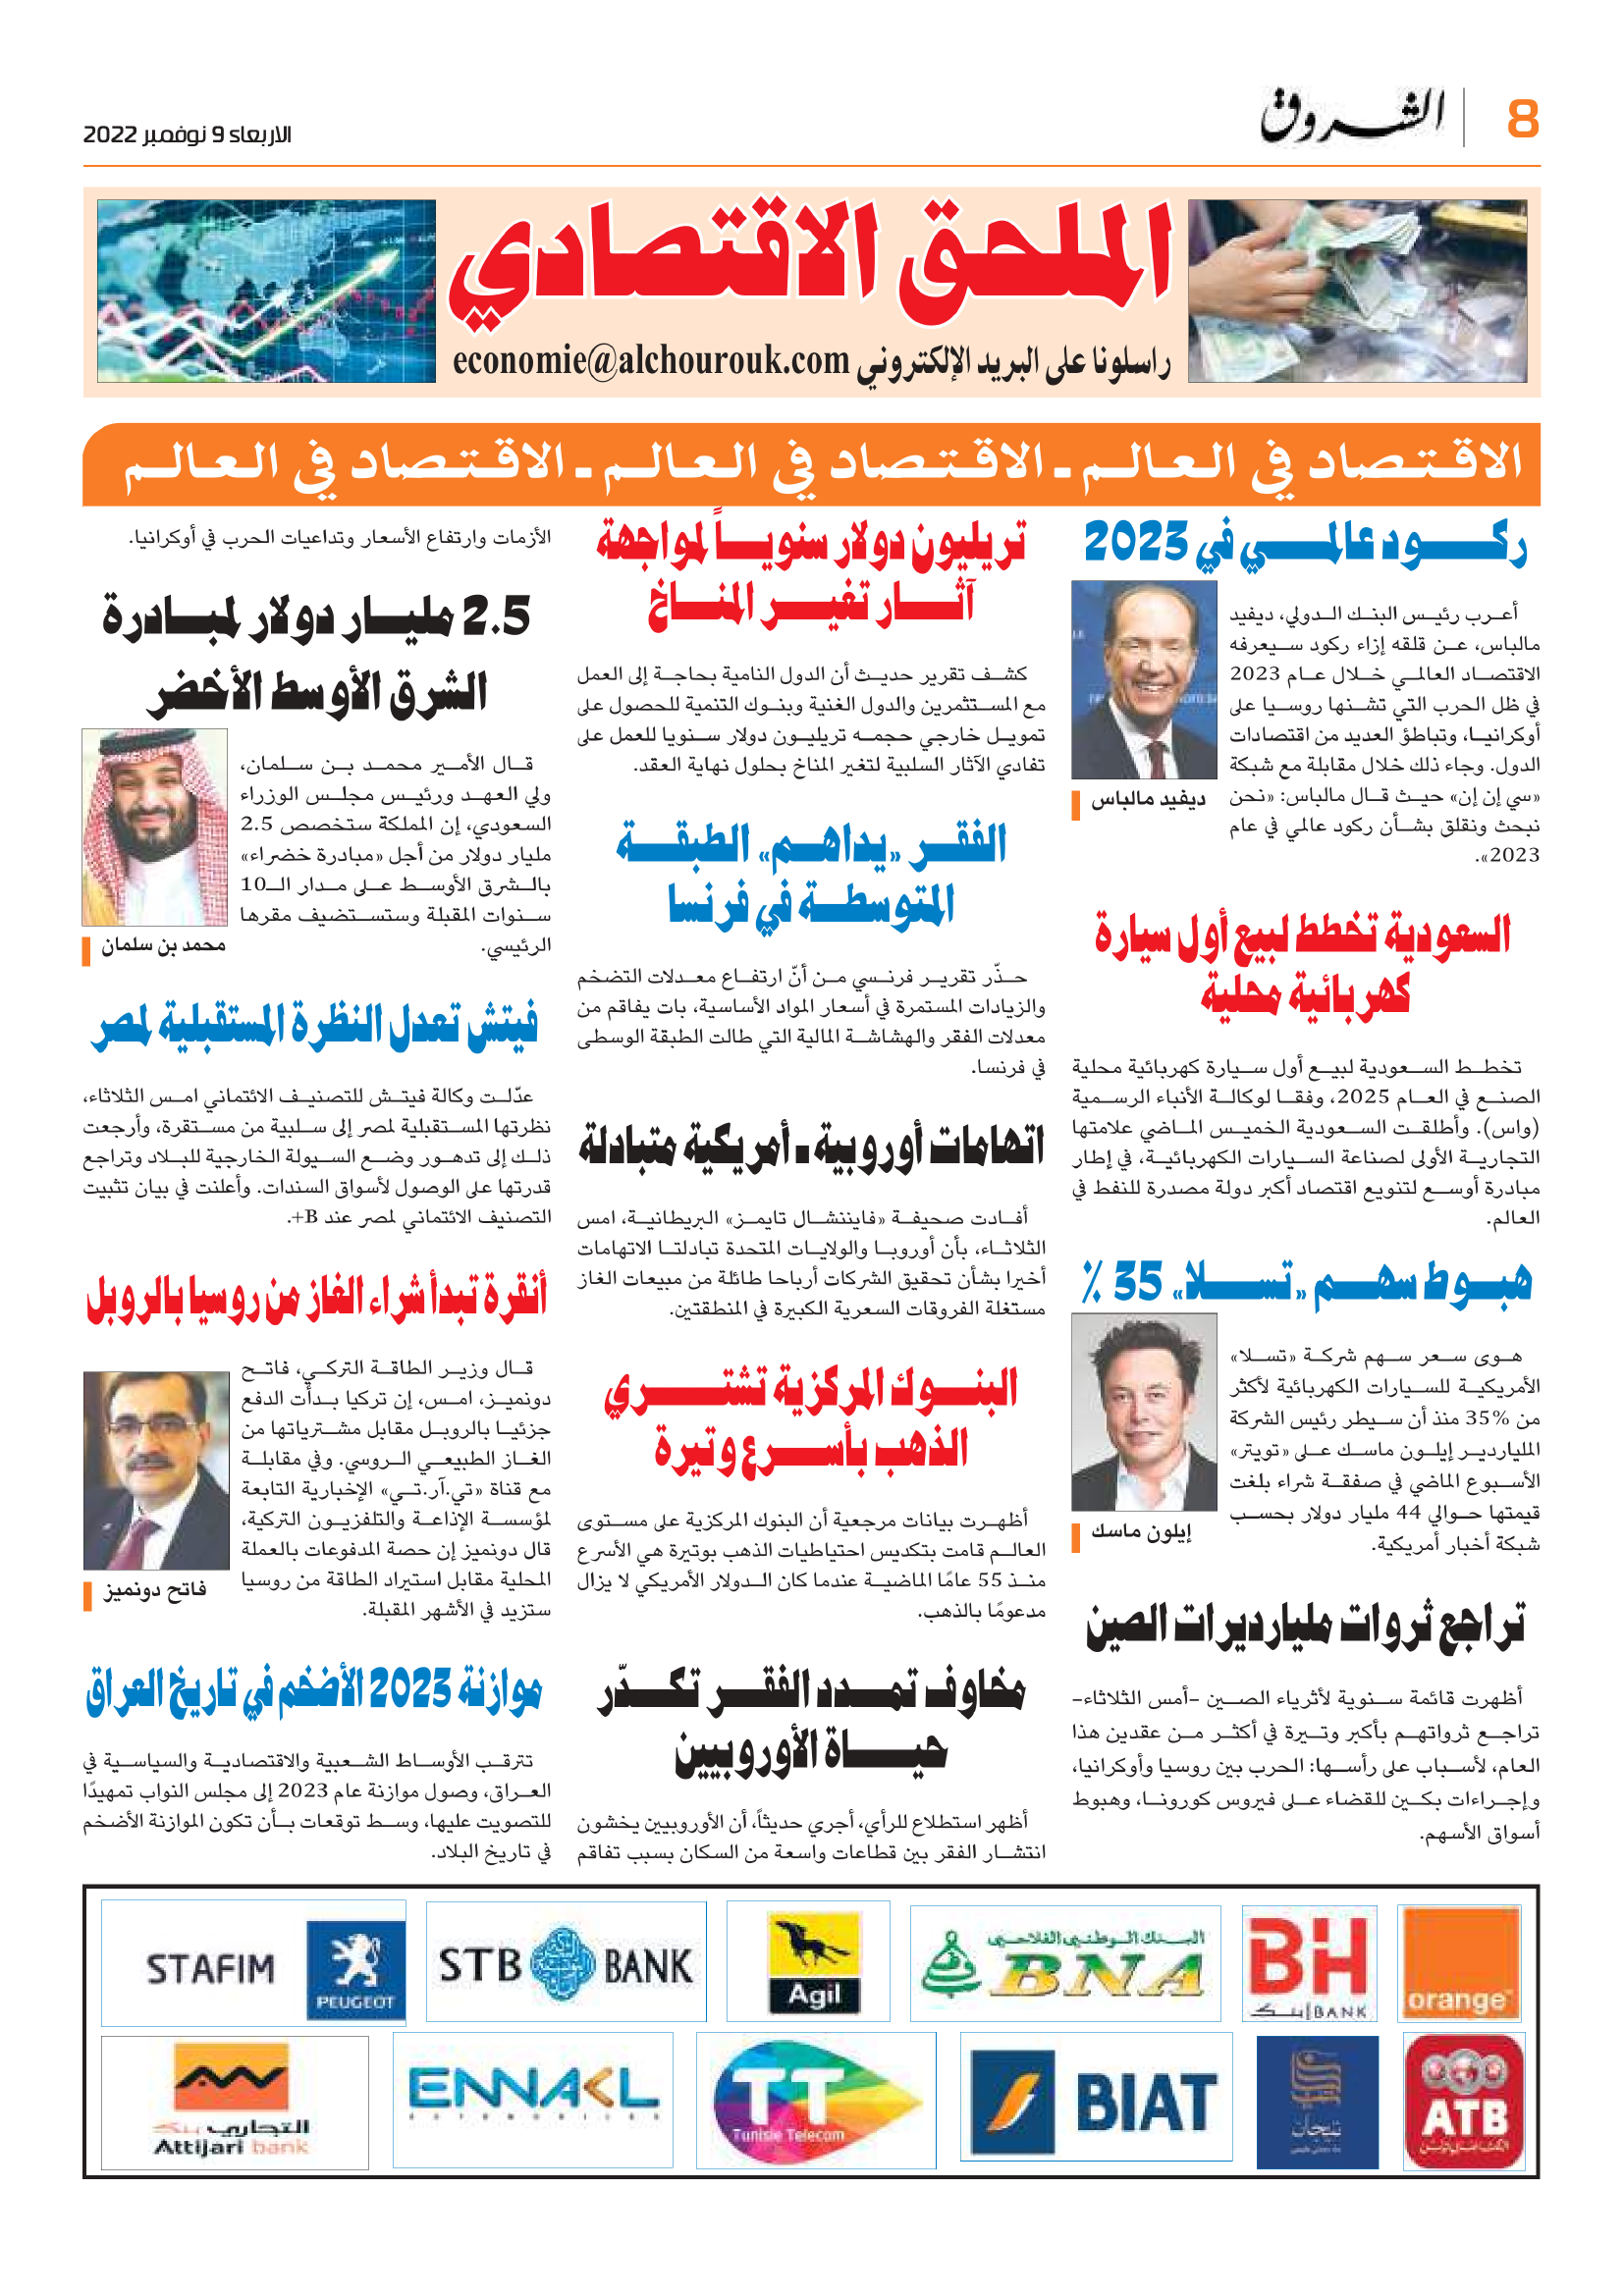 8
الشروق
الاربعاء 9 نوفمبر 2022
الملحق الاقتصادي
راسلونا على البريد الإلكتروني economie@alchourouk.com
الاقتصاد في العالم ـ الاقتصاد في العالم ـ الاقتصاد في العالم
ركود عالمي في 2023
أعرب رئيس البنك الدولي، ديفيد
مالباس، عن قلقه إزاء ركود سيعرفه
الاقتصاد العالمي خلال عام 2023
في ظل الحرب التي تشنها روسيا على
أوكرانيا، وتباطؤ العديد من اقتصادات
الدول. وجاء ذلك خلال مقابلة مع شبكة
«سي إن إن» حيث قال مالباس: «نحن
نبحث ونقلق بشأن ركود عالمي في عام
2023».
ديفيد مالباس
السعودية تخطط لبيع أول سيارة
كهربائية محلية
تخطط السعودية لبيع أول سيارة كهربائية محلية
الصنع في العام 2025، وفقا لوكالة الأنباء الرسمية
(واس). وأطلقت السعودية الخميس الماضي علامتها
التجارية الأولى لصناعة السيارات الكهربائية، في إطار
مبادرة أوسع لتنويع اقتصاد أكبر دولة مصدرة للنفط في
العالم.
هبوط سهم «تسلا» 35 ٪
هوى سعر سهم شركة «تسلا»
الأمريكية للسيارات الكهربائية لأكثر
من %35 منذ أن سيطر رئيس الشركة
الملياردير إيلون ماسك على «تويتر»
الأسبوع الماضي في صفقة شراء بلغت
قيمتها حوالي 44 مليار دولار بحسب
شبكة أخبار أمريكية.
إيلون ماسك
تراجع ثروات مليارديرات الصين
أظهرت قائمة سنوية لأثرياء الصين -أمس الثلاثاء-
تراجع ثرواتهم بأكبر وتيرة في أكثر من عقدين هذا
العام، لأسباب على رأسها: الحرب بين روسيا وأوكرانيا،
وإجراءات بكين للقضاء على فيروس كورونا، وهبوط
أسواق الأسهم.
تريليون دولار سنوياً لمواجهة
آثار تغير المناخ
كشف تقرير حديث أن الدول النامية بحاجة إلى العمل
مع المستثمرين والدول الغنية وبنوك التنمية للحصول على
تمويل خارجي حجمه تريليون دولار سنويا للعمل على
تفادي الآثار السلبية لتغير المناخ بحلول نهاية العقد.
الفقر «يداهم» الطبقة
المتوسطة في فرنسا
حذّر تقرير فرنسي من أنّ ارتفاع معدلات التضخم
والزيادات المستمرة في أسعار المواد الأساسية، بات يفاقم من
معدلات الفقر والهشاشة المالية التي طالت الطبقة الوسطى
في فرنسا.
اتهامات أوروبية ـ أمريكية متبادلة
أفادت صحيفة «فايننشال تايمز» البريطانية، امس
الثلاثاء، بأن أوروبا والولايات المتحدة تبادلتا الاتهامات
أخيرا بشأن تحقيق الشركات أرباحا طائلة من مبيعات الغاز
مستغلة الفروقات السعرية الكبيرة في المنطقتين.
البنوك المركزية تشتري
الذهب بأسرع وتيرة
أظهرت بيانات مرجعية أن البنوك المركزية على مستوى
العالم قامت بتكديس احتياطيات الذهب بوتيرة هي الأسرع
منذ 55 عامًا الماضية عندما كان الدولار الأمريكي لا يزال
مدعومًا بالذهب.
مخاوف تمدد الفقر تكدّر
حياة الأوروبيين
أظهر استطلاع للرأي، أجري حديثاً، أن الأوروبيين يخشون
انتشار الفقر بين قطاعات واسعة من السكان بسبب تفاقم
الأزمات وارتفاع الأسعار وتداعيات الحرب في أوكرانيا.
2.5 مليار دولار لمبادرة
الشرق الأوسط الأخضر
قال الأمير محمد بن سلمان،
ولي العهد ورئيس مجلس الوزراء
السعودي، إن المملكة ستخصص 2.5
مليار دولار من أجل «مبادرة خضراء»
بالشرق الأوسط على مدار الـ10
سنوات المقبلة وستستضيف مقرها
الرئيسي.
محمد بن سلمان
فيتش تعدل النظرة المستقبلية لمصر
عدّلت وكالة فيتش للتصنيف الائتماني امس الثلاثاء،
نظرتها المستقبلية لمصر إلى سلبية من مستقرة، وأرجعت
ذلك إلى تدهور وضع السيولة الخارجية للبلاد وتراجع
قدرتها على الوصول لأسواق السندات. وأعلنت في بيان تثبيت
التصنيف الائتماني لمصر عند B+.
أنقرة تبدأ شراء الغاز من روسيا بالروبل
قال وزير الطاقة التركي، فاتح
دونميز، امس، إن تركيا بدأت الدفع
جزئيا بالروبل مقابل مشترياتها من
الغاز الطبيعي الروسي. وفي مقابلة
مع قناة «تي.آر.تي» الإخبارية التابعة
لمؤسسة الإذاعة والتلفزيون التركية،
قال دونميز إن حصة المدفوعات بالعملة
المحلية مقابل استيراد الطاقة من روسيا
ستزيد في الأشهر المقبلة.
فاتح دونميز
موازنة 2023 الأضخم في تاريخ العراق
تترقب الأوساط الشعبية والاقتصادية والسياسية في
العراق، وصول موازنة عام 2023 إلى مجلس النواب تمهيدًا
للتصويت عليها، وسط توقعات بأن تكون الموازنة الأضخم
في تاريخ البلاد.
orange
BH
بنك BANK
البنك الوطني الفلاحي
BNA
Agil
STB BANK
STAFIM
PEUGEOT
ATB
تيجان
BIAT
TT
Tunisie Telecom
ENNAKL
AUTOMOBILES
التجاري بنك
Attijari bank